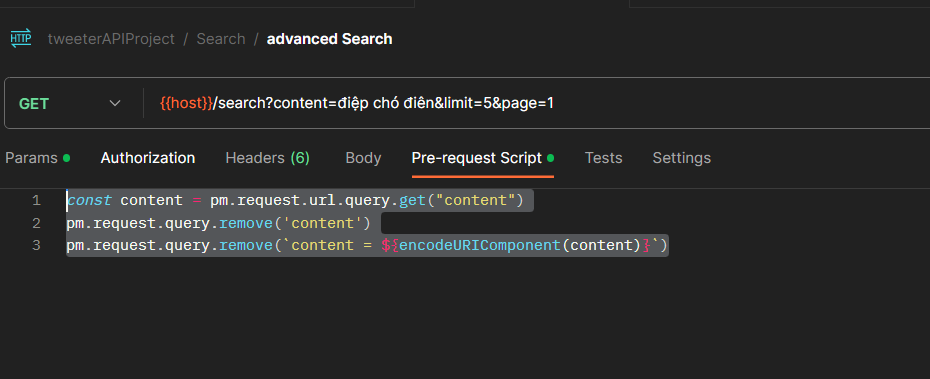 HTTP tweeterAPIProject / Search / advanced Search
GET {{host}}/search?content=điệp chó điên&limit=5&page=1
Params Authorization Headers (6) Body Pre-request Script Tests Settings
1 const content = pm.request.url.query.get("content")
2 pm.request.query.remove('content')
3 pm.request.query.remove(`content = ${encodeURIComponent(content)}`)